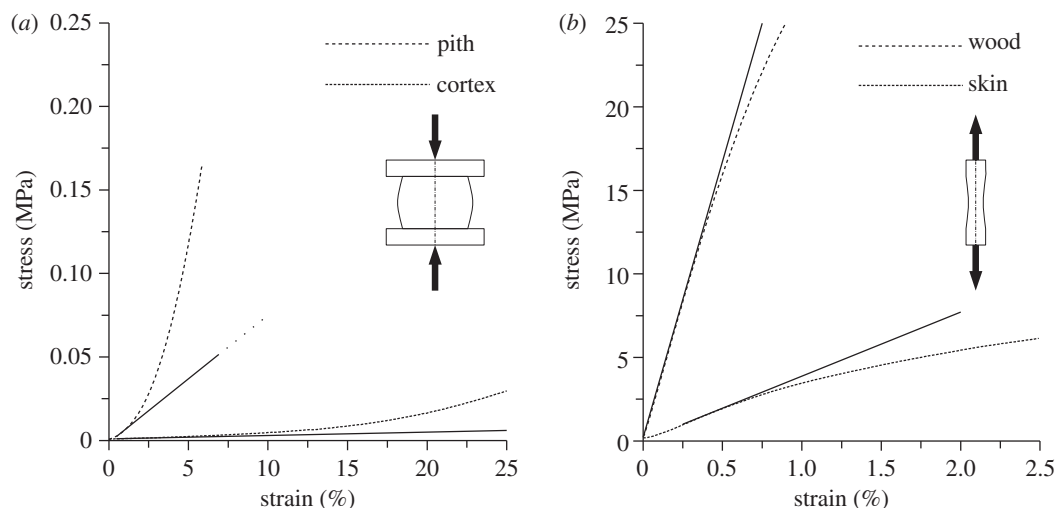 (a)
0.25
0.20
0.15
0.10
0.05
0
stress (MPa)
pith
cortex
0 5 10 15 20 25
strain (%)
(b)
25
20
15
10
5
0
stress (MPa)
wood
skin
0 0.5 1.0 1.5 2.0 2.5
strain (%)